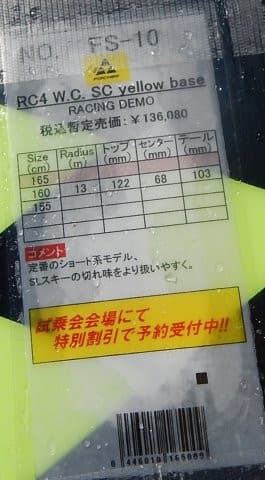 NO. FS-10
FISCHER
RC4 W.C. SC yellow base
RACING DEMO
税込暫定売価：￥136,080
Size (cm) Radius (m) トップ (mm) センター (mm) テール (mm)
165
160 13 122 68 103
155
コメント
定番のショート系モデル、
SLスキーの切れ味をより扱いやすく。
試乗会会場にて
特別割引で予約受付中!!